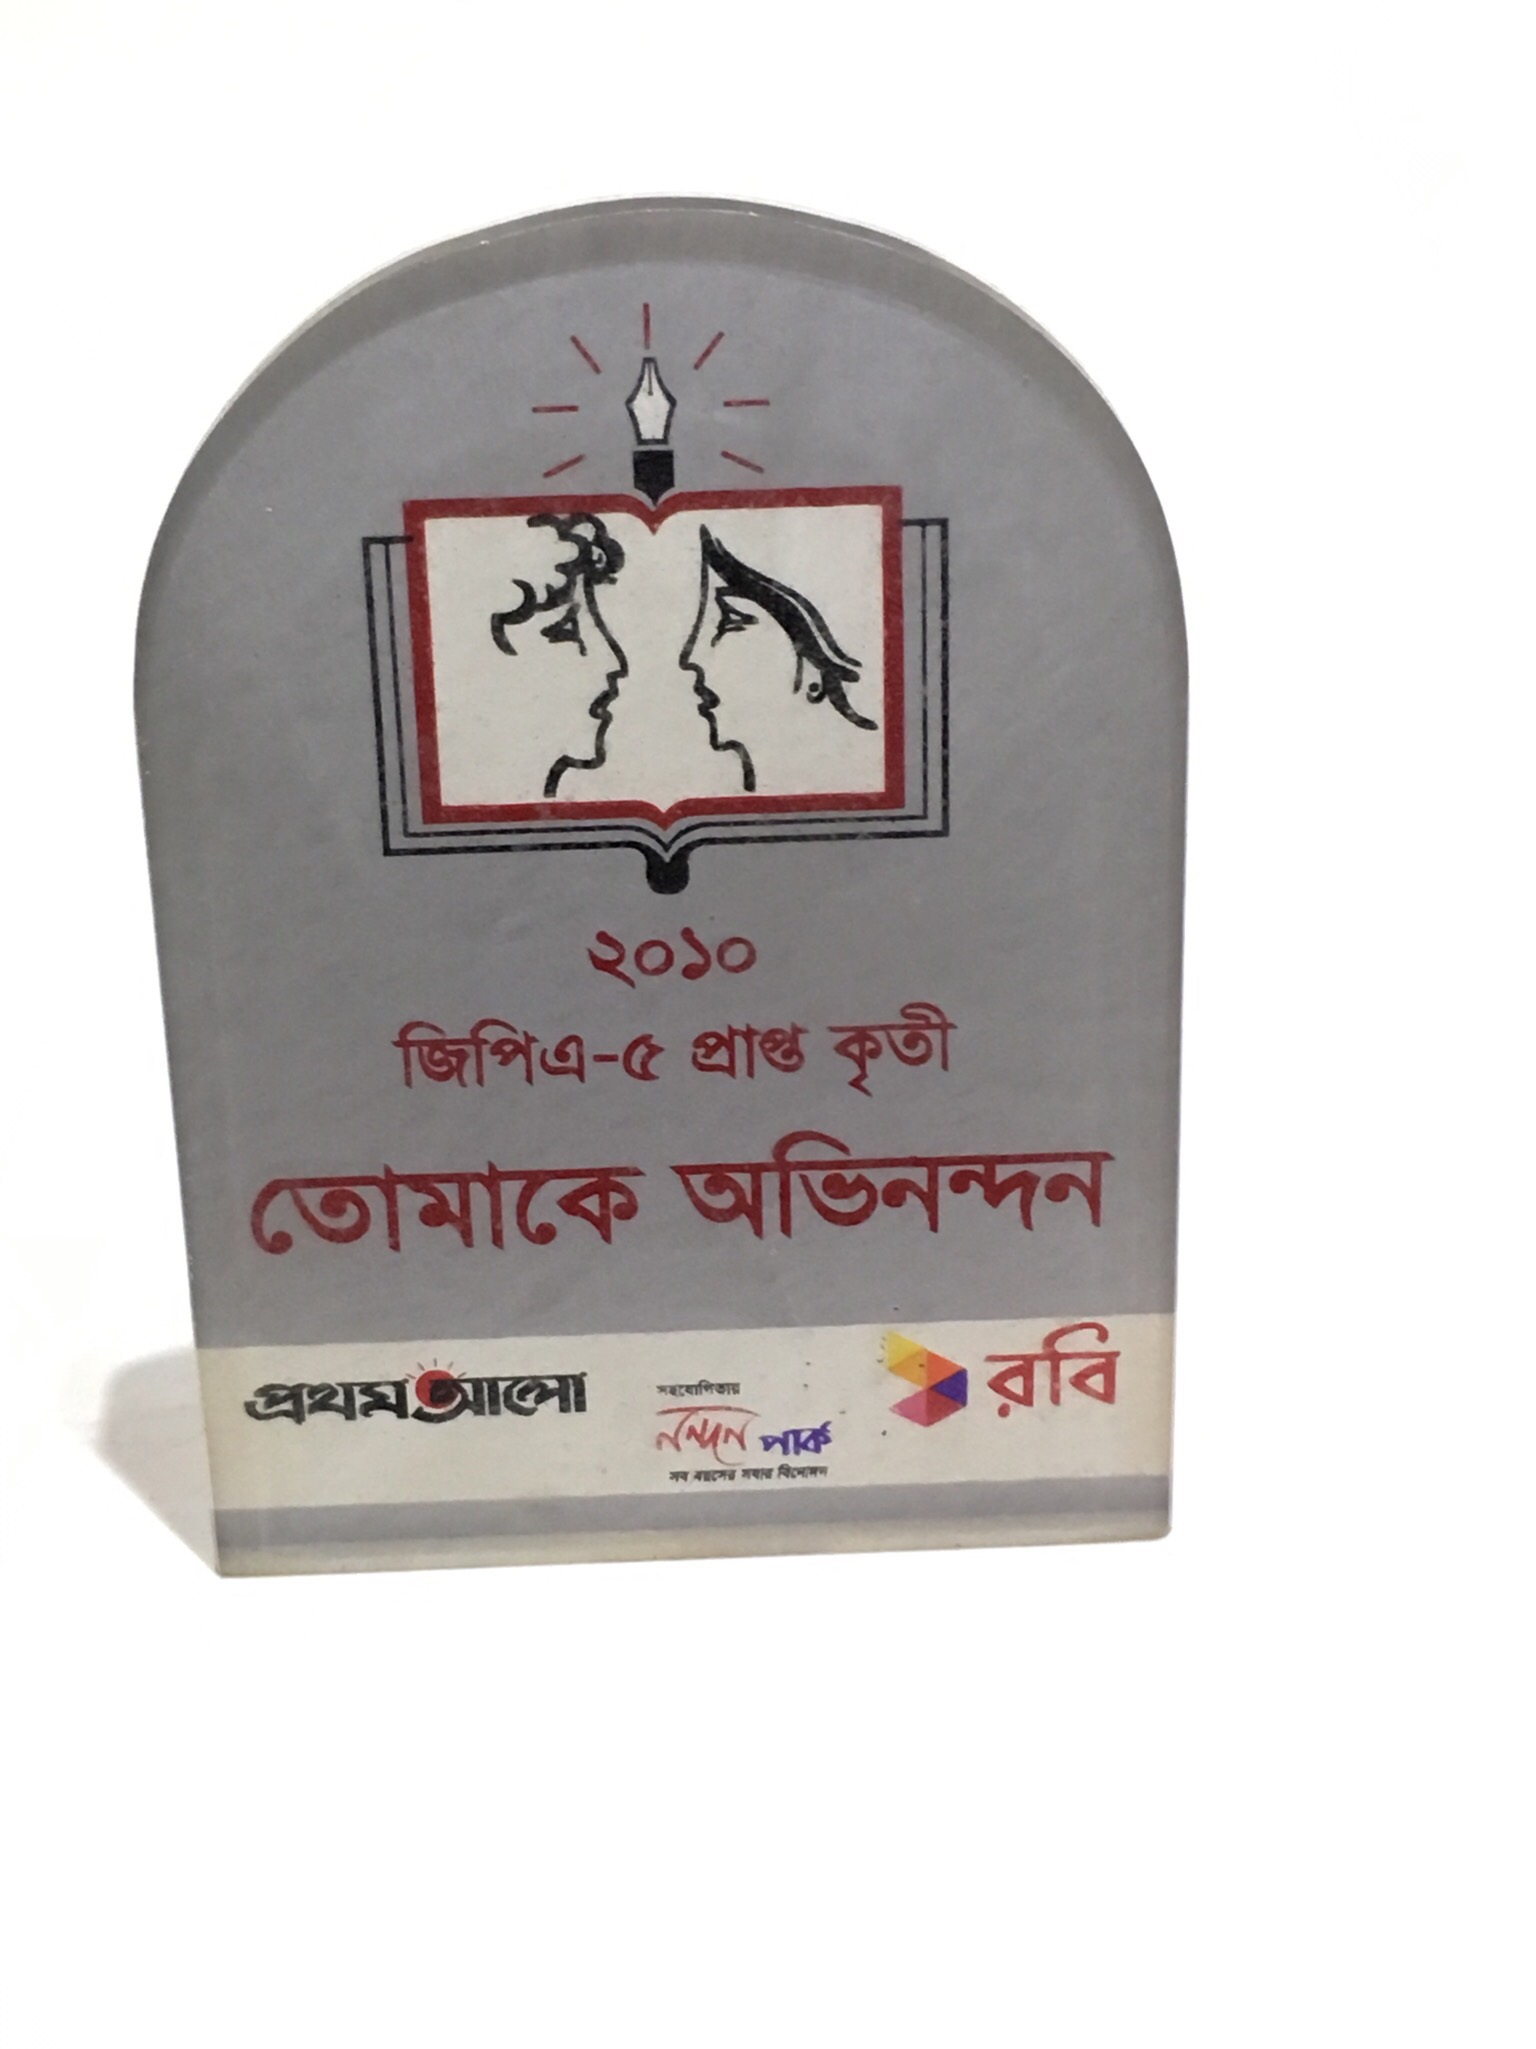 ২০১০
জিপিএ-৫ প্রাপ্ত কৃতী
তোমাকে অভিনন্দন
প্রথম আলো
সহযোগিতায়
নন্দন পার্ক
সব বয়সের সবার বিনোদন
রবি